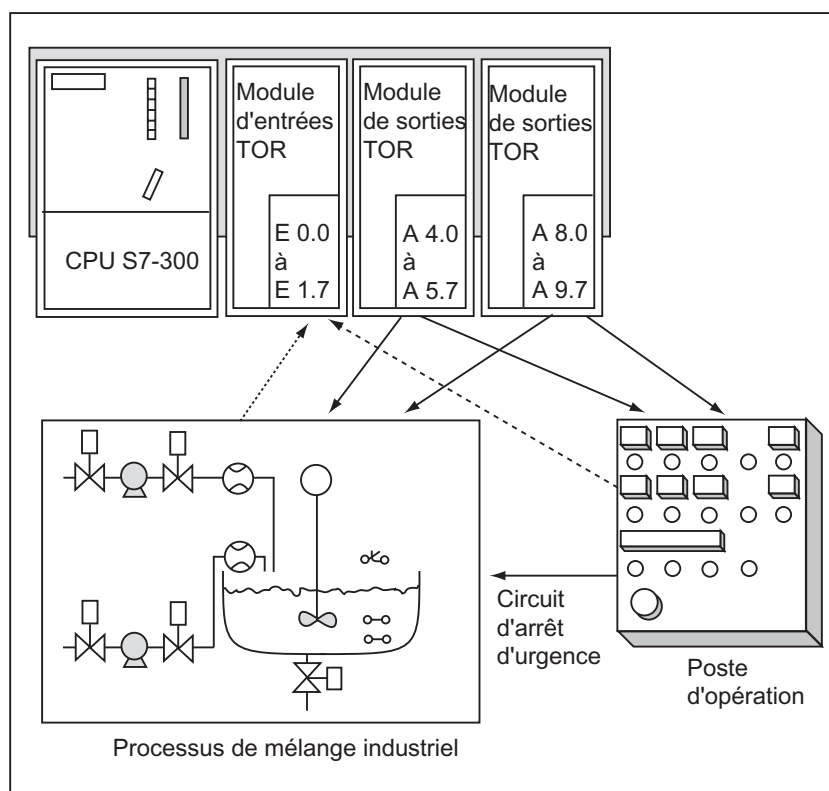 Module
d'entrées
TOR
Module
de sorties
TOR
Module
de sorties
TOR
CPU S7-300
E 0.0
à
E 1.7
A 4.0
à
A 5.7
A 8.0
à
A 9.7
Circuit
d'arrêt
d'urgence
Poste
d'opération
Processus de mélange industriel